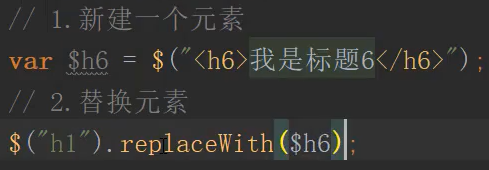 // 1.新建一个元素
var $h6 = $("<h6>我是标题6</h6>");
// 2.替换元素
$("h1").replaceWith($h6);